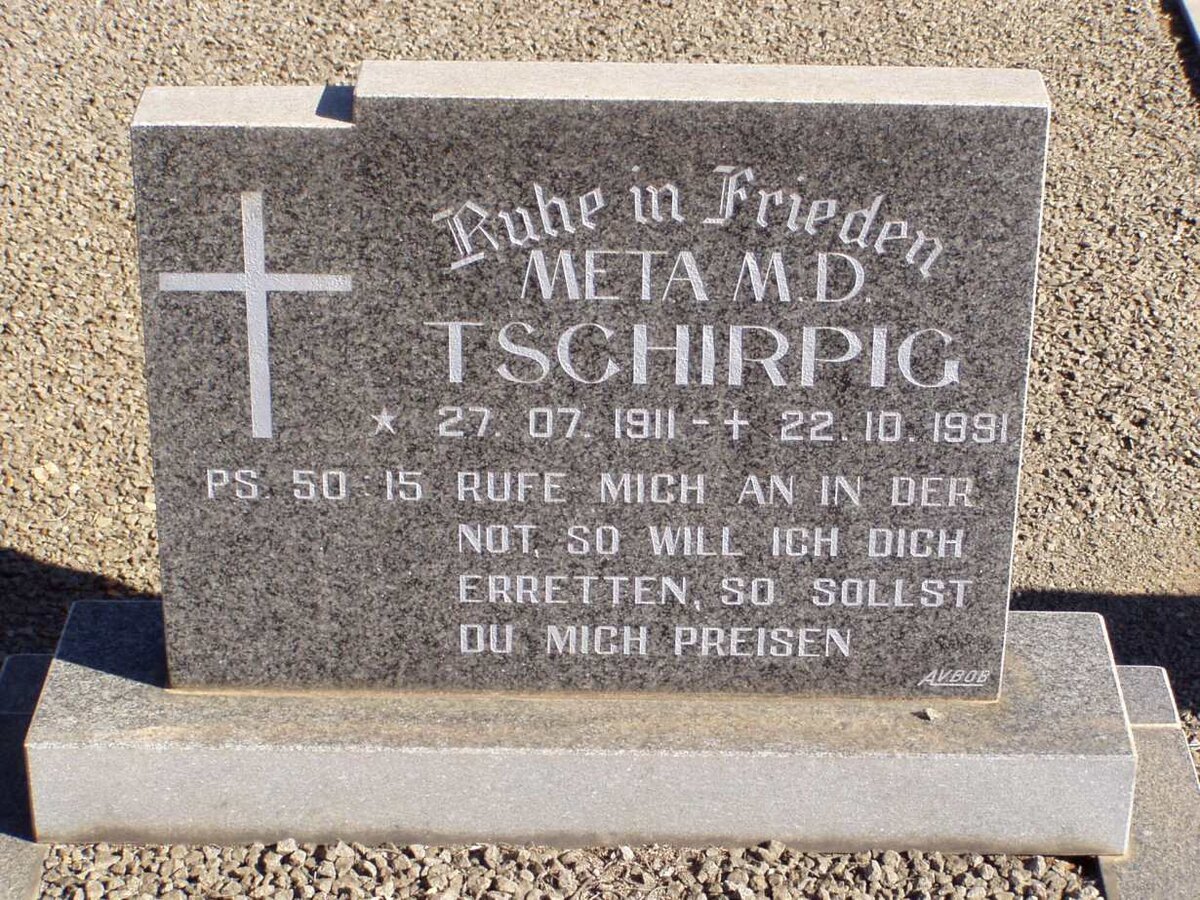 Ruhe in Frieden
META M.D.
TSCHIRPIG
* 27. 07. 1911 - + 22. 10. 1991
PS. 50 : 15 RUFE MICH AN IN DER
NOT, SO WILL ICH DICH
ERRETTEN, SO SOLLST
DU MICH PREISEN
AVBOB